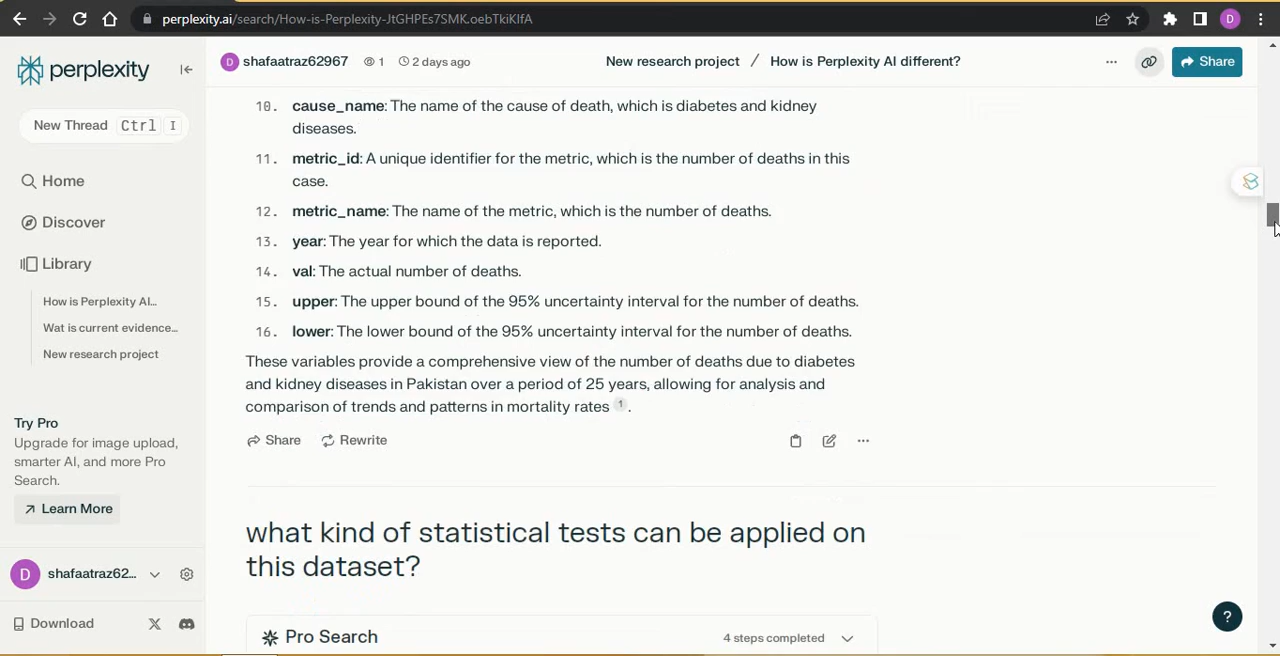 perplexity.ai/search/How-is-Perplexity-JtGHPEs7SMK.oebTkiKlfA
D
perplexity
D shafaatraz62967 1 2 days ago New research project / How is Perplexity AI different? Share
New Thread Ctrl I
Home
Discover
Library
How is Perplexity AI...
Wat is current evidence...
New research project
Try Pro
Upgrade for image upload,
smarter AI, and more Pro
Search.
Learn More
D shafaatraz62...
Download
10. cause_name: The name of the cause of death, which is diabetes and kidney
diseases.
11. metric_id: A unique identifier for the metric, which is the number of deaths in this
case.
12. metric_name: The name of the metric, which is the number of deaths.
13. year: The year for which the data is reported.
14. val: The actual number of deaths.
15. upper: The upper bound of the 95% uncertainty interval for the number of deaths.
16. lower: The lower bound of the 95% uncertainty interval for the number of deaths.
These variables provide a comprehensive view of the number of deaths due to diabetes
and kidney diseases in Pakistan over a period of 25 years, allowing for analysis and
comparison of trends and patterns in mortality rates 1.
Share Rewrite
what kind of statistical tests can be applied on
this dataset?
Pro Search 4 steps completed
?